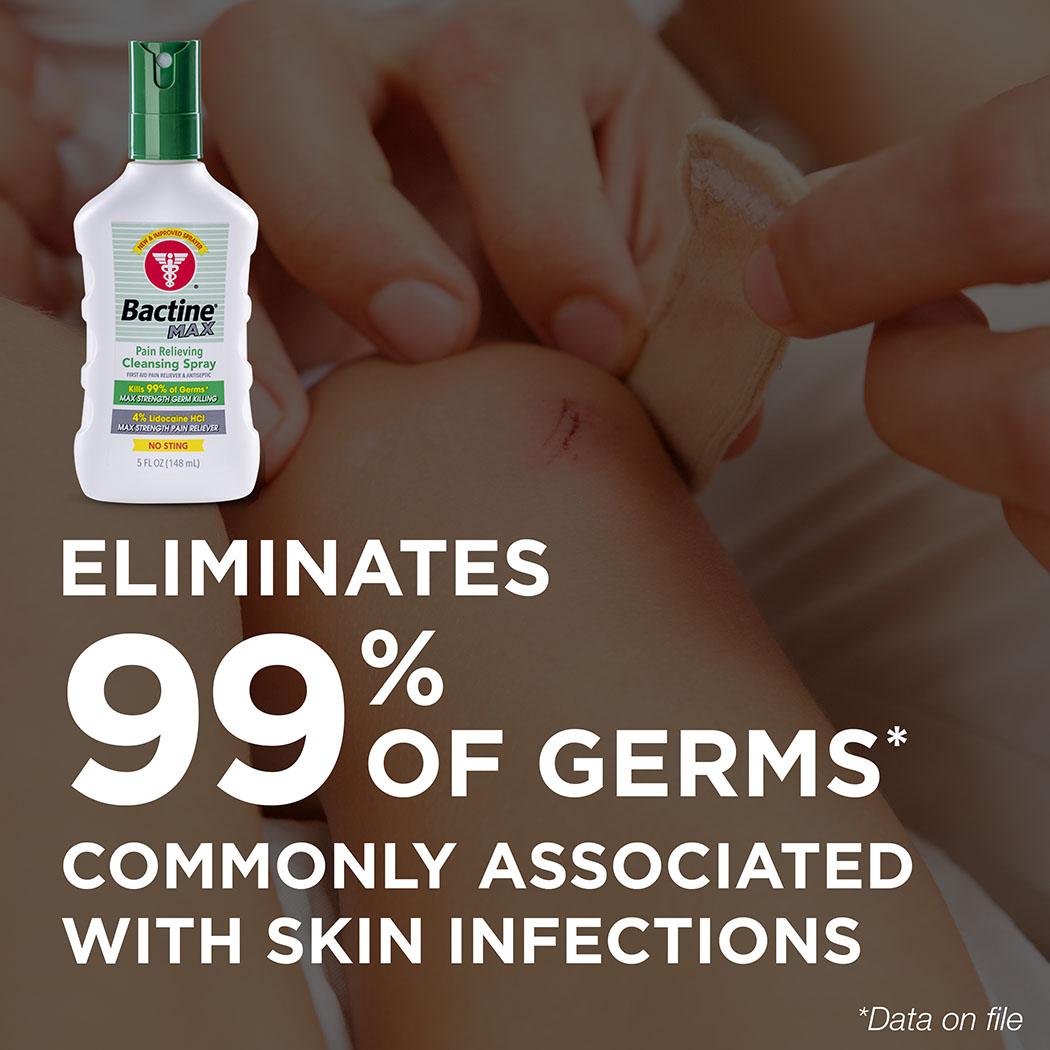 NEW & IMPROVED SPRAYER
Bactine®
MAX
Pain Relieving
Cleansing Spray
FIRST AID PAIN RELIEVER & ANTISEPTIC
Kills 99% of Germs*
MAX STRENGTH GERM KILLING
4% Lidocaine HCl
MAX STRENGTH PAIN RELIEVER
NO STING
5 FL OZ (148 mL)
ELIMINATES
99%
OF GERMS*
COMMONLY ASSOCIATED
WITH SKIN INFECTIONS
*Data on file